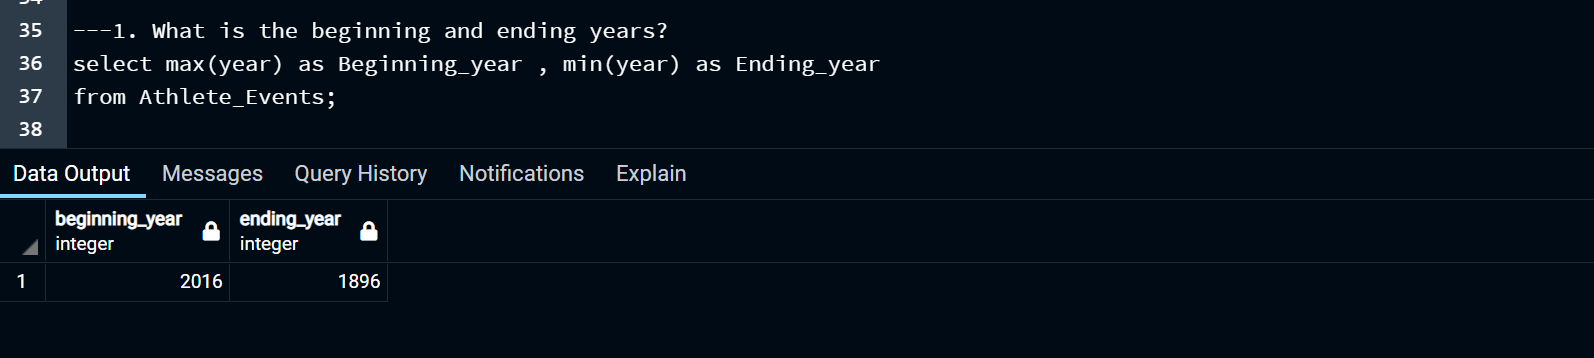 34
35 ---1. What is the beginning and ending years?
36 select max(year) as Beginning_year , min(year) as Ending_year
37 from Athlete_Events;
38
Data Output Messages Query History Notifications Explain
beginning_year ending_year
integer integer
1 2016 1896